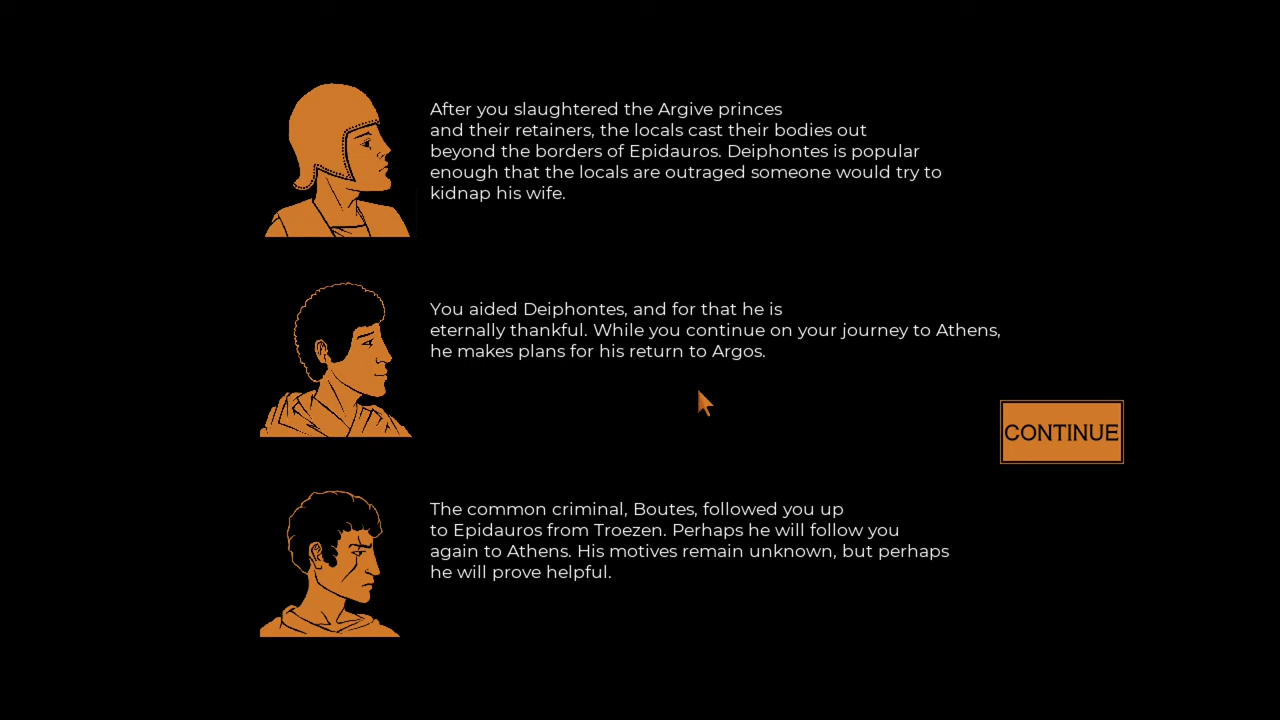 After you slaughtered the Argive princes
and their retainers, the locals cast their bodies out
beyond the borders of Epidauros. Deiphontes is popular
enough that the locals are outraged someone would try to
kidnap his wife.
You aided Deiphontes, and for that he is
eternally thankful. While you continue on your journey to Athens,
he makes plans for his return to Argos.
CONTINUE
The common criminal, Boutes, followed you up
to Epidauros from Troezen. Perhaps he will follow you
again to Athens. His motives remain unknown, but perhaps
he will prove helpful.